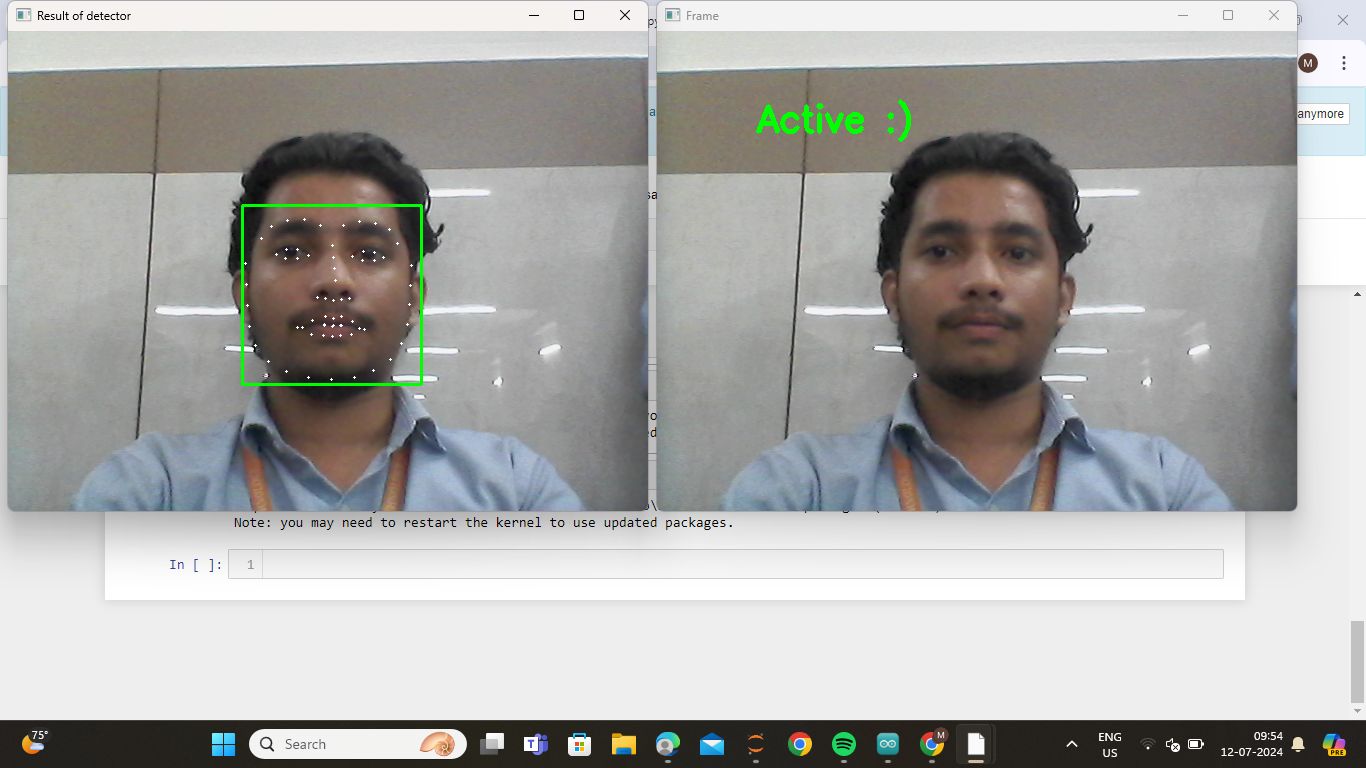 Result of detector
Frame
M
Active :)
anymore
Note: you may need to restart the kernel to use updated packages.
In [ ]:
1
75°
Search
M
ENG
US
09:54
12-07-2024
PRE